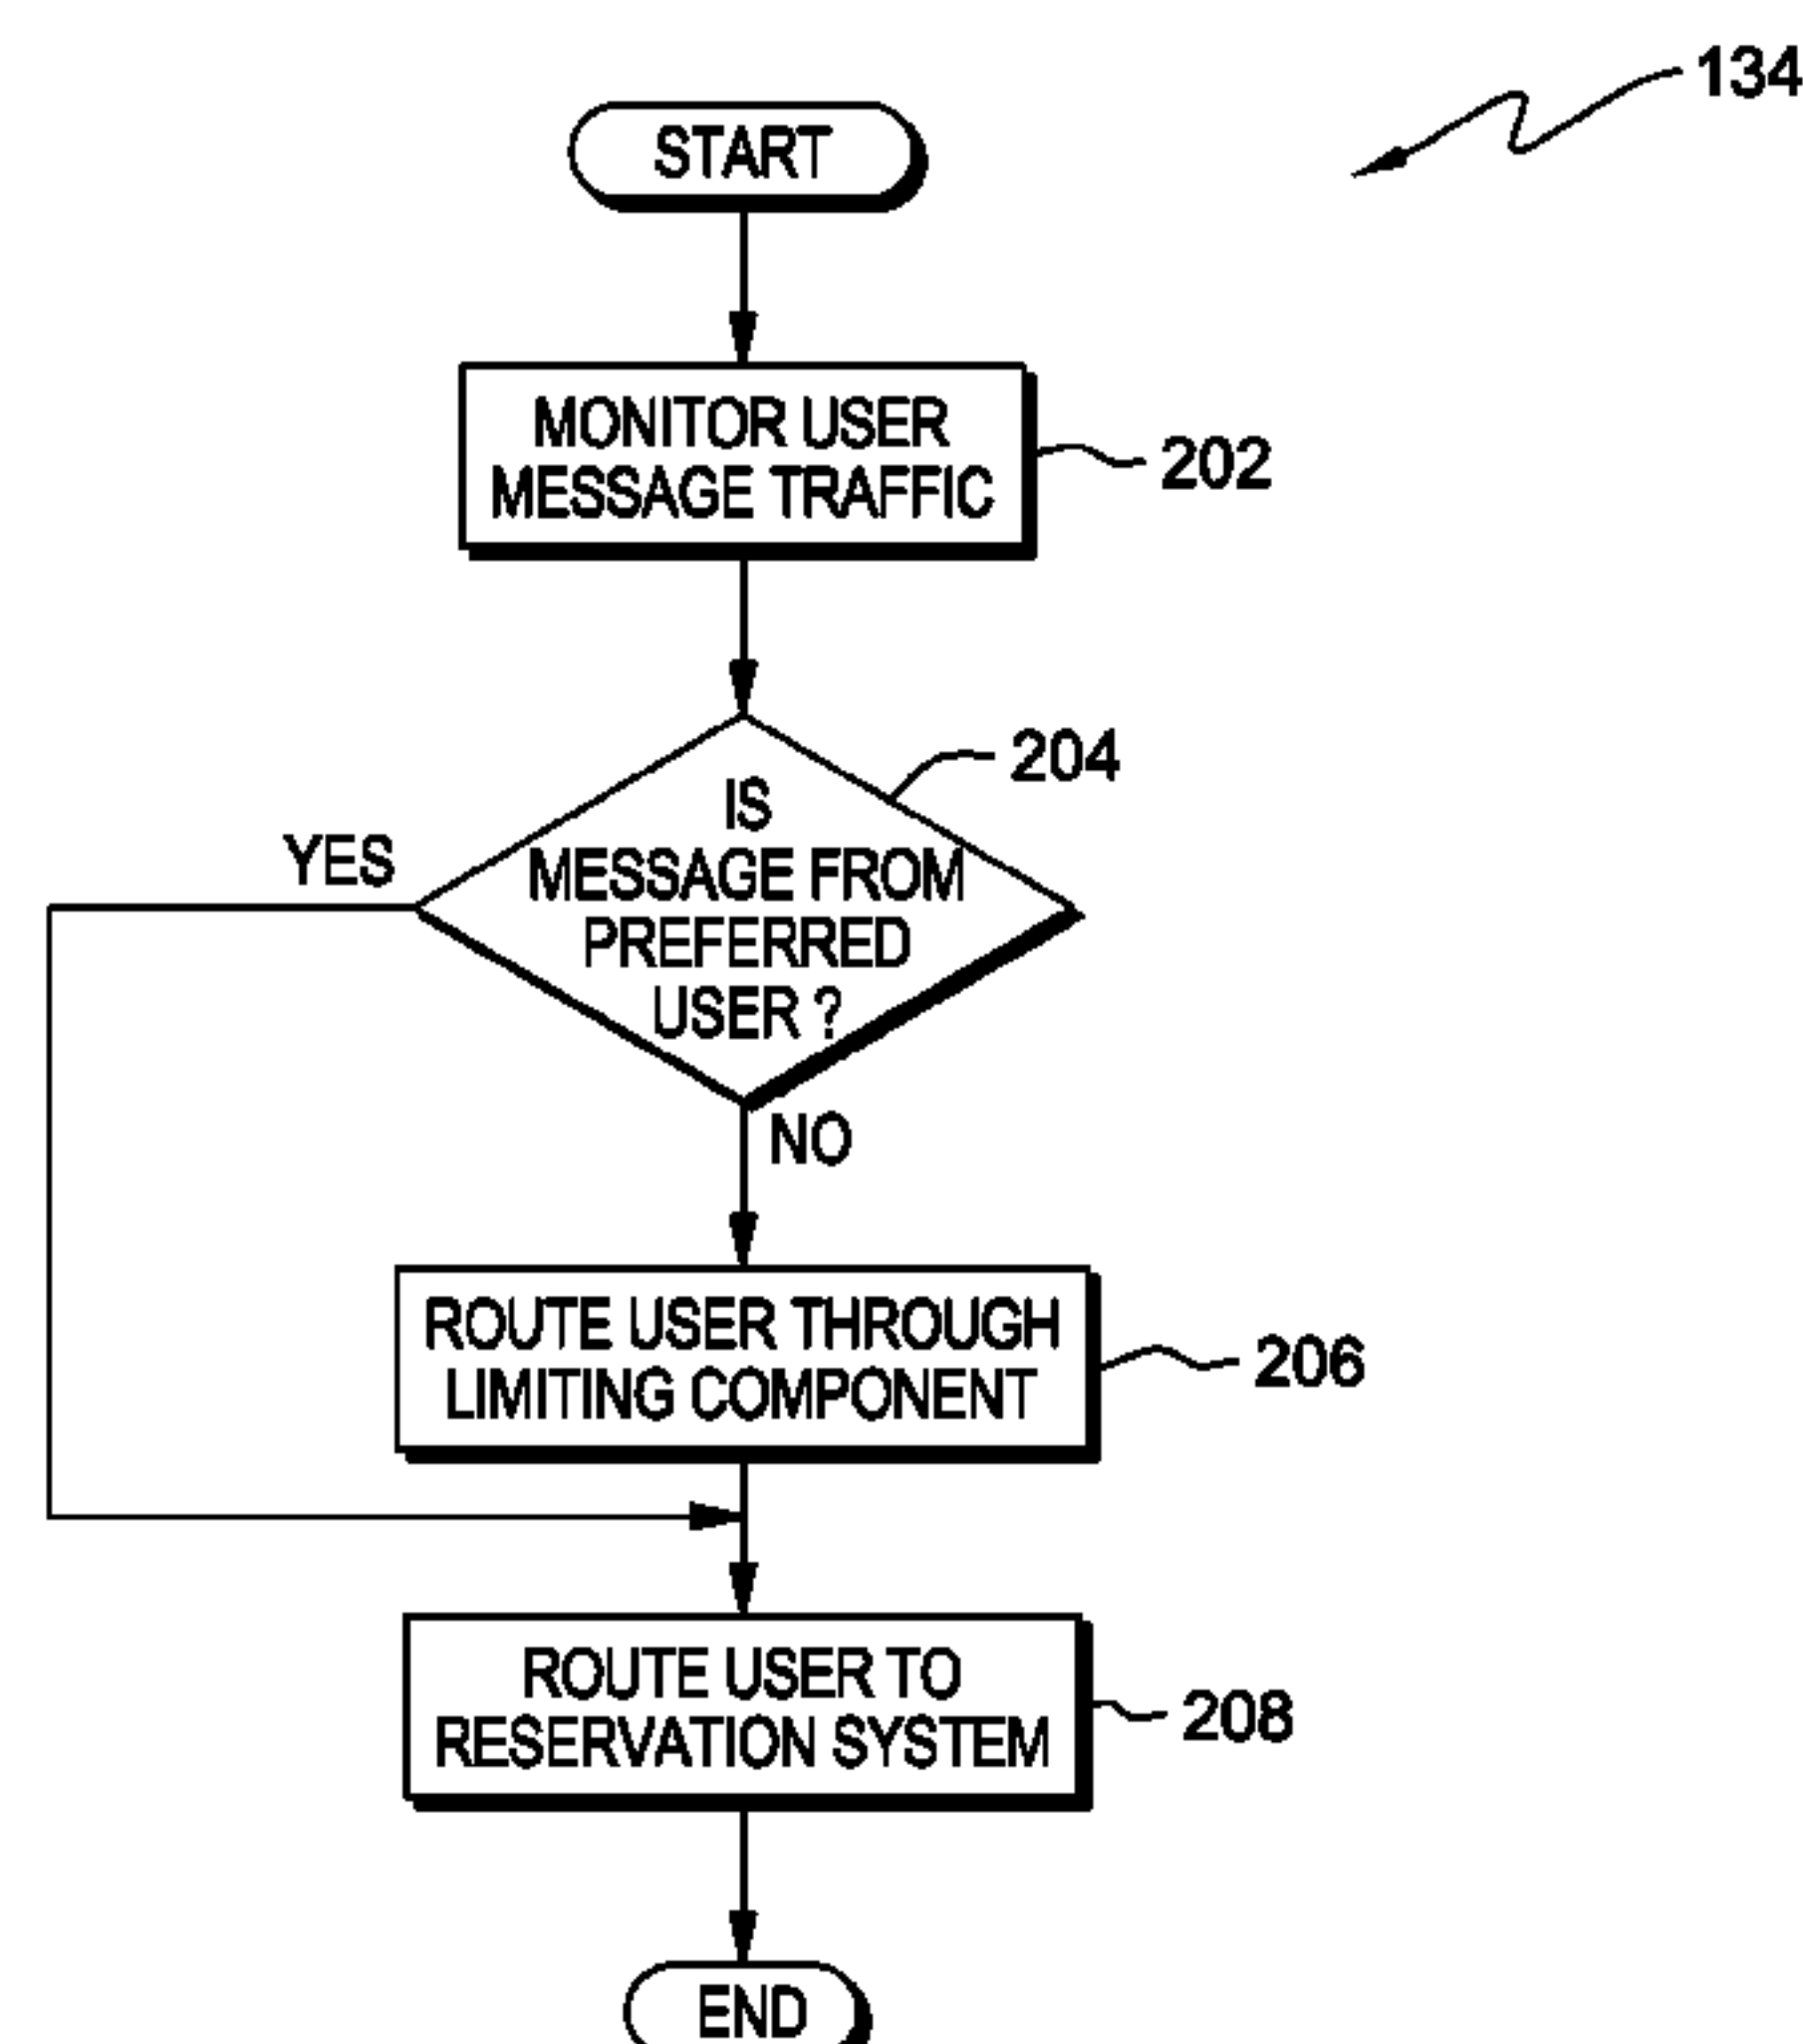 134
START
MONITOR USER
MESSAGE TRAFFIC
202
204
IS
MESSAGE FROM
PREFERRED
USER ?
YES
NO
ROUTE USER THROUGH
LIMITING COMPONENT
206
ROUTE USER TO
RESERVATION SYSTEM
208
END